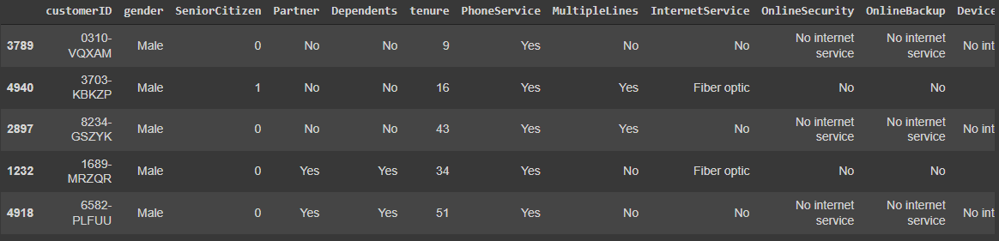 customerID gender SeniorCitizen Partner Dependents tenure PhoneService MultipleLines InternetService OnlineSecurity OnlineBackup Device
3789 0310-VQXAM Male 0 No No 9 Yes No No No internet service No internet service No int
4940 3703-KBKZP Male 1 No No 16 Yes Yes Fiber optic No No
2897 8234-GSZYK Male 0 No No 43 Yes Yes No No internet service No internet service No int
1232 1689-MRZQR Male 0 Yes Yes 34 Yes No Fiber optic No No
4918 6582-PLFUU Male 0 Yes Yes 51 Yes No No No internet service No internet service No int